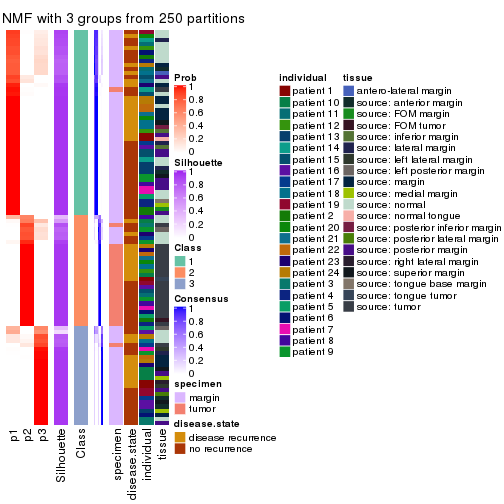 NMF with 3 groups from 250 partitions
p1
p2
p3
Silhouette
Class
specimen
disease.state
individual
tissue
Prob
1
0.8
0.6
0.4
0.2
0
Silhouette
1
0.8
0.6
0.4
0.2
0
Class
1
2
3
Consensus
1
0.8
0.6
0.4
0.2
0
specimen
margin
tumor
disease.state
disease recurrence
no recurrence
individual
patient 1
patient 10
patient 11
patient 12
patient 13
patient 14
patient 15
patient 16
patient 17
patient 18
patient 19
patient 2
patient 20
patient 21
patient 22
patient 23
patient 24
patient 3
patient 4
patient 5
patient 6
patient 7
patient 8
patient 9
tissue
antero-lateral margin
source: anterior margin
source: FOM margin
source: FOM tumor
source: inferior margin
source: lateral margin
source: left lateral margin
source: left posterior margin
source: margin
source: medial margin
source: normal
source: normal tongue
source: posterior inferior margin
source: posterior lateral margin
source: posterior margin
source: right lateral margin
source: superior margin
source: tongue base margin
source: tongue tumor
source: tumor